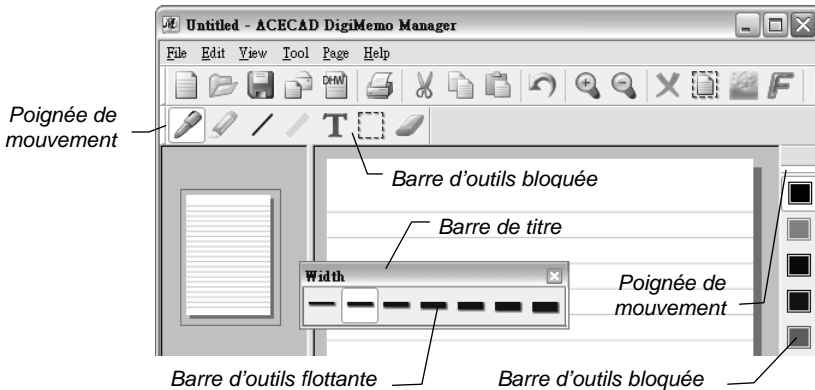 Untitled - ACECAD DigiMemo Manager
File Edit View Tool Page Help
DHW
F
Poignée de
mouvement
T
Barre d'outils bloquée
Barre de titre
Width
Poignée de
mouvement
Barre d'outils flottante
Barre d'outils bloquée